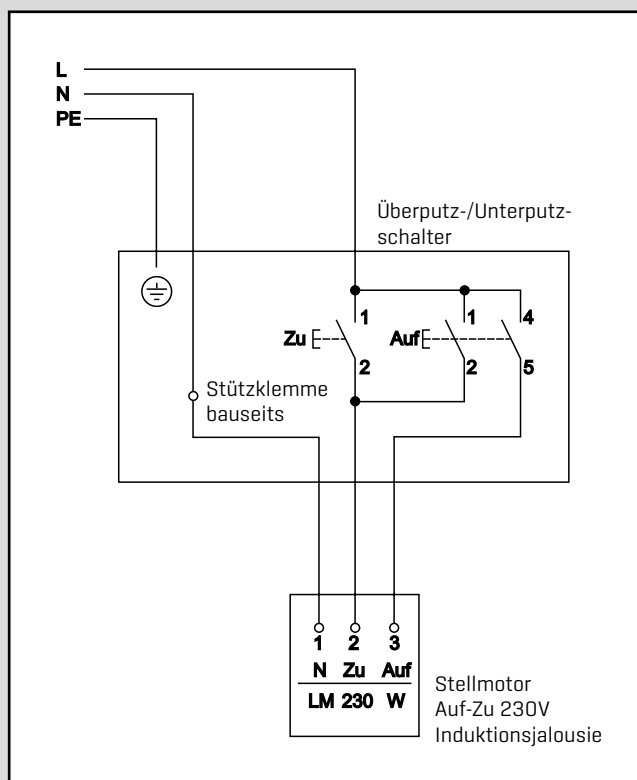 L
N
PE
Überputz-/Unterputz-
schalter
1
1
4
Zu
Auf
2
2
5
Stützklemme
bauseits
1 2 3
N Zu Auf
LM 230 W
Stellmotor
Auf-Zu 230V
Induktionsjalousie